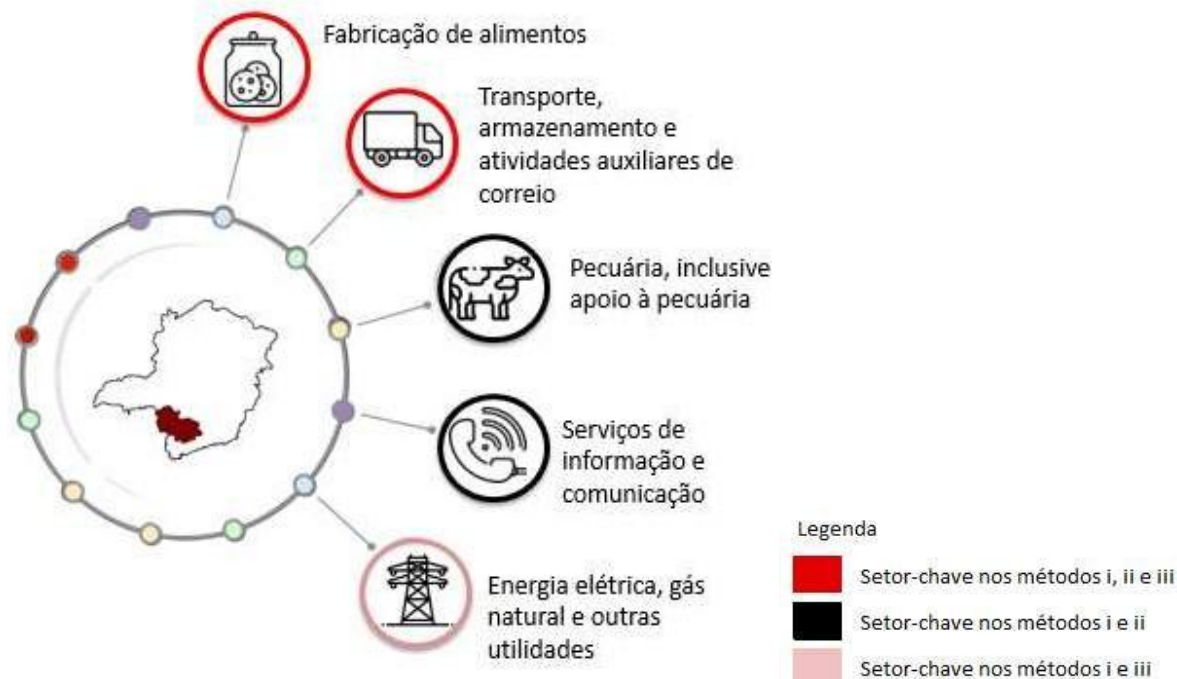 Fabricação de alimentos
Transporte,
armazenamento e
atividades auxiliares de
correio
Pecuária, inclusive
apoio à pecuária
Serviços de
informação e
comunicação
Energia elétrica, gás
natural e outras
utilidades
Legenda
Setor-chave nos métodos i, ii e iii
Setor-chave nos métodos i e ii
Setor-chave nos métodos i e iii